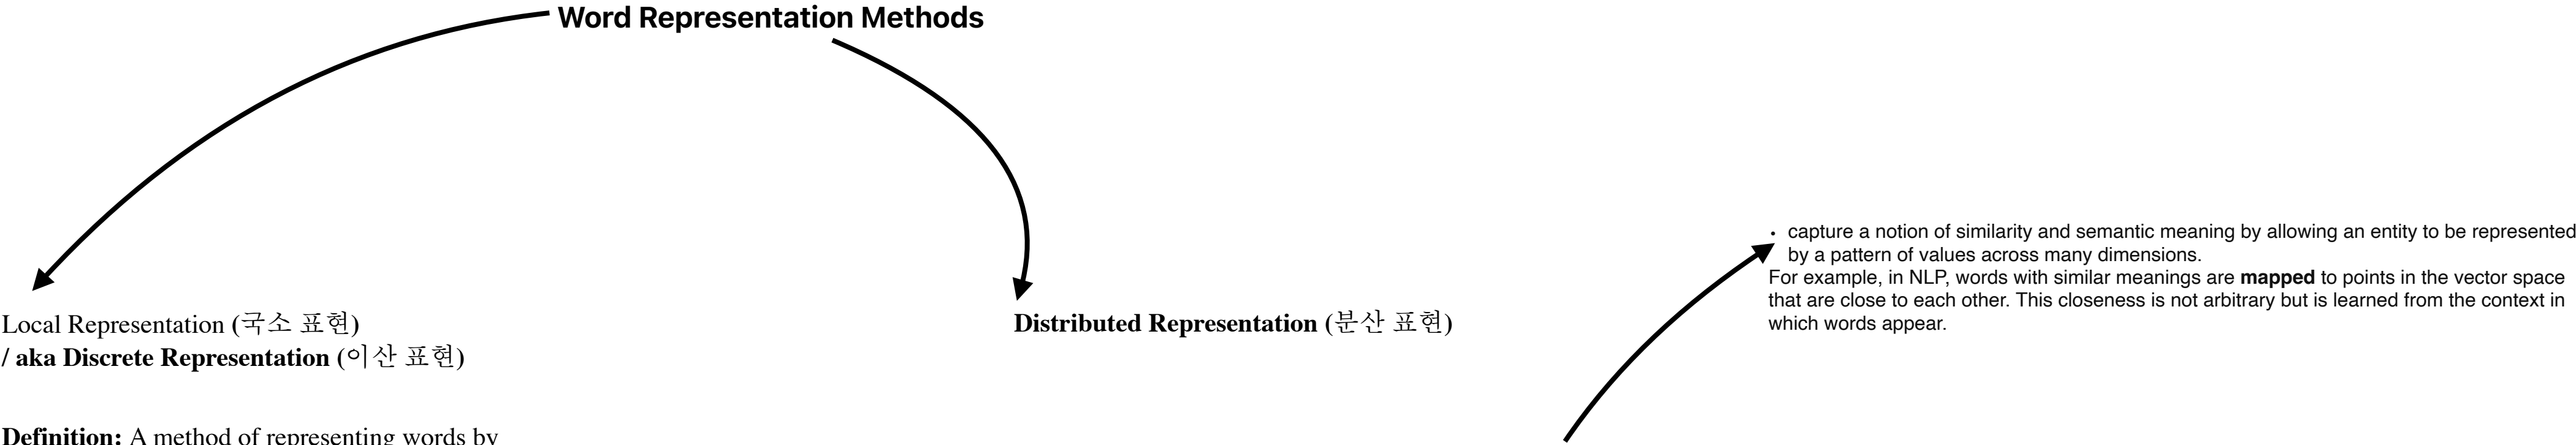 Word Representation Methods
• capture a notion of similarity and semantic meaning by allowing an entity to be represented
by a pattern of values across many dimensions.
For example, in NLP, words with similar meanings are mapped to points in the vector space
that are close to each other. This closeness is not arbitrary but is learned from the context in
which words appear.
Local Representation (국소 표현)
/ aka Discrete Representation (이산 표현)
Distributed Representation (분산 표현)
Definition: A method of representing words by